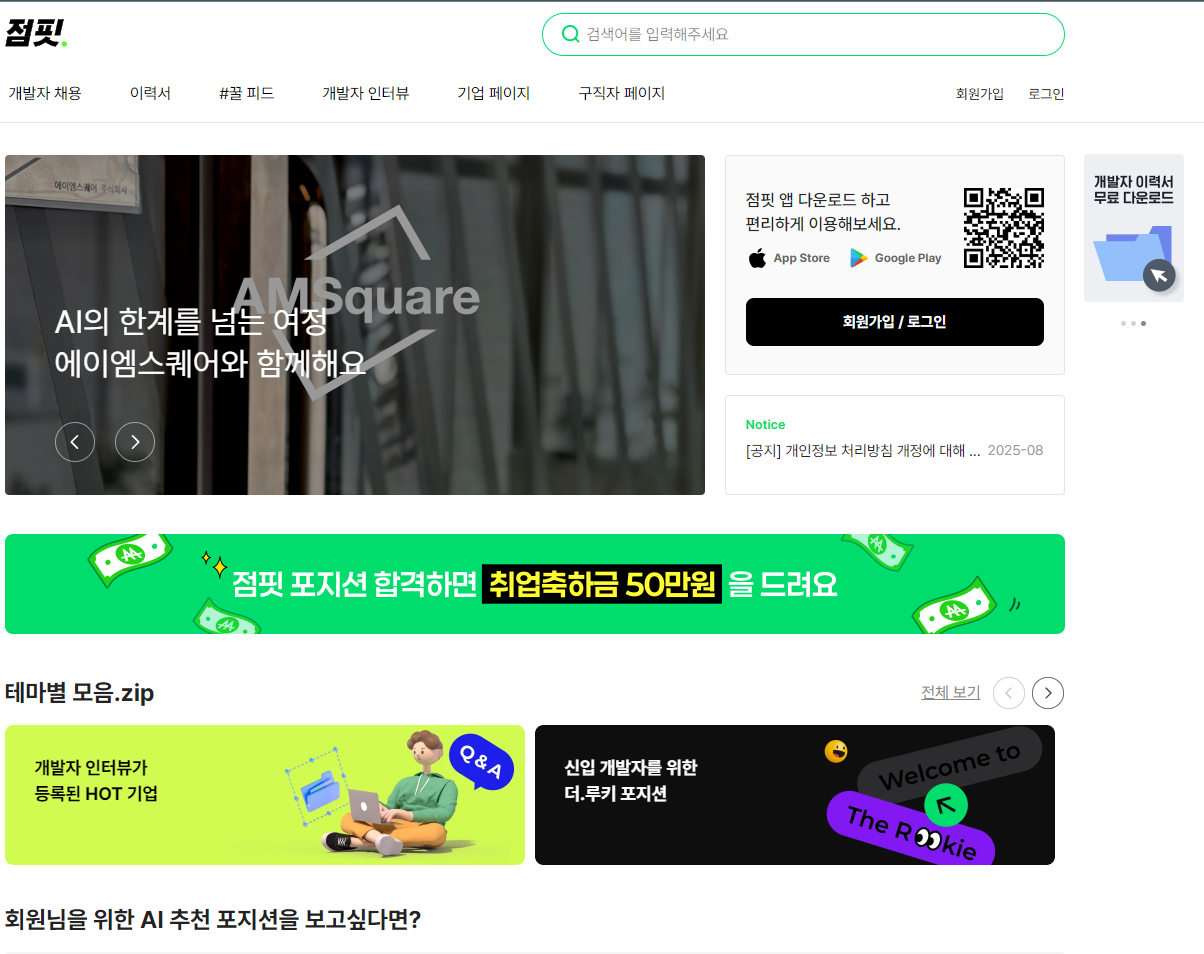 점핏.
검색어를 입력해주세요
개발자 채용
이력서
#꿀 피드
개발자 인터뷰
기업 페이지
구직자 페이지
회원가입
로그인
에이엠스퀘어 주식회사
AMSquare
AI의 한계를 넘는 여정
에이엠스퀘어와 함께해요
점핏 앱 다운로드 하고
편리하게 이용해보세요.
App Store
Google Play
회원가입 / 로그인
개발자 이력서
무료 다운로드
Notice
[공지] 개인정보 처리방침 개정에 대해 ... 2025-08
점핏 포지션 합격하면 취업축하금 50만원 을 드려요
테마별 모음.zip
전체 보기
개발자 인터뷰가
등록된 HOT 기업
Q&A
신입 개발자를 위한
더.루키 포지션
Welcome to
The R👀kie
회원님을 위한 AI 추천 포지션을 보고싶다면?